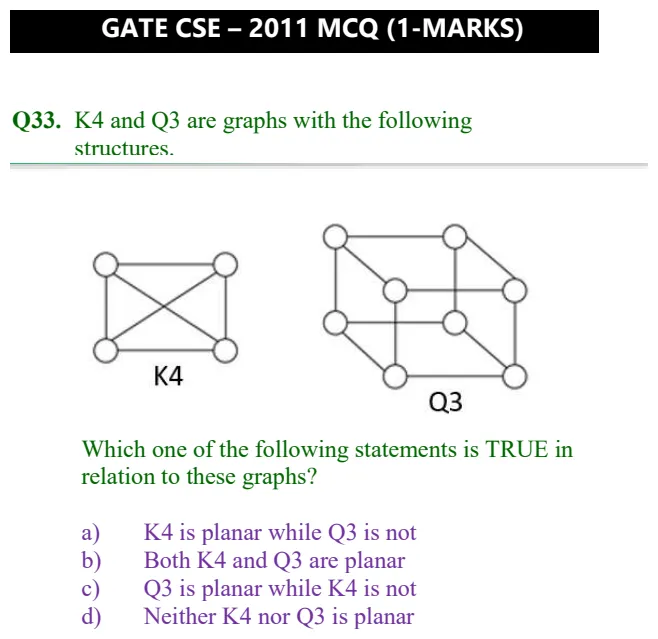 GATE CSE – 2011 MCQ (1-MARKS)
Q33. K4 and Q3 are graphs with the following
structures.
K4
Q3
Which one of the following statements is TRUE in
relation to these graphs?
a) K4 is planar while Q3 is not
b) Both K4 and Q3 are planar
c) Q3 is planar while K4 is not
d) Neither K4 nor Q3 is planar